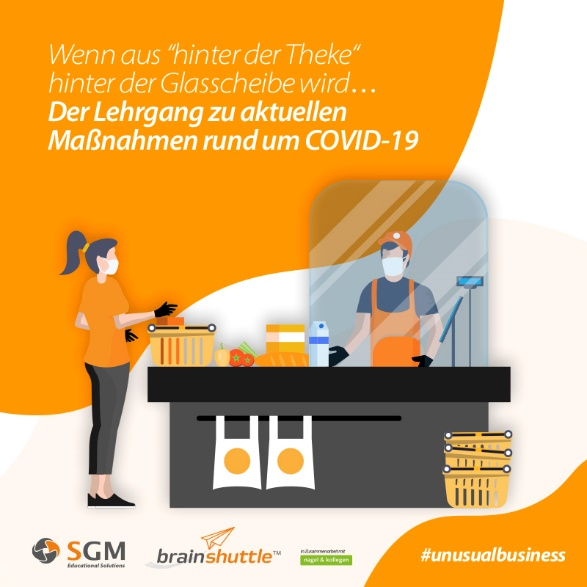 Wenn aus “hinter der Theke“
hinter der Glasscheibe wird…
Der Lehrgang zu aktuellen
Maßnahmen rund um COVID-19
SGM
Educational Solutions
brainshuttle™
in Zusammenarbeit mit
nagel & kollegen
#unusualbusiness